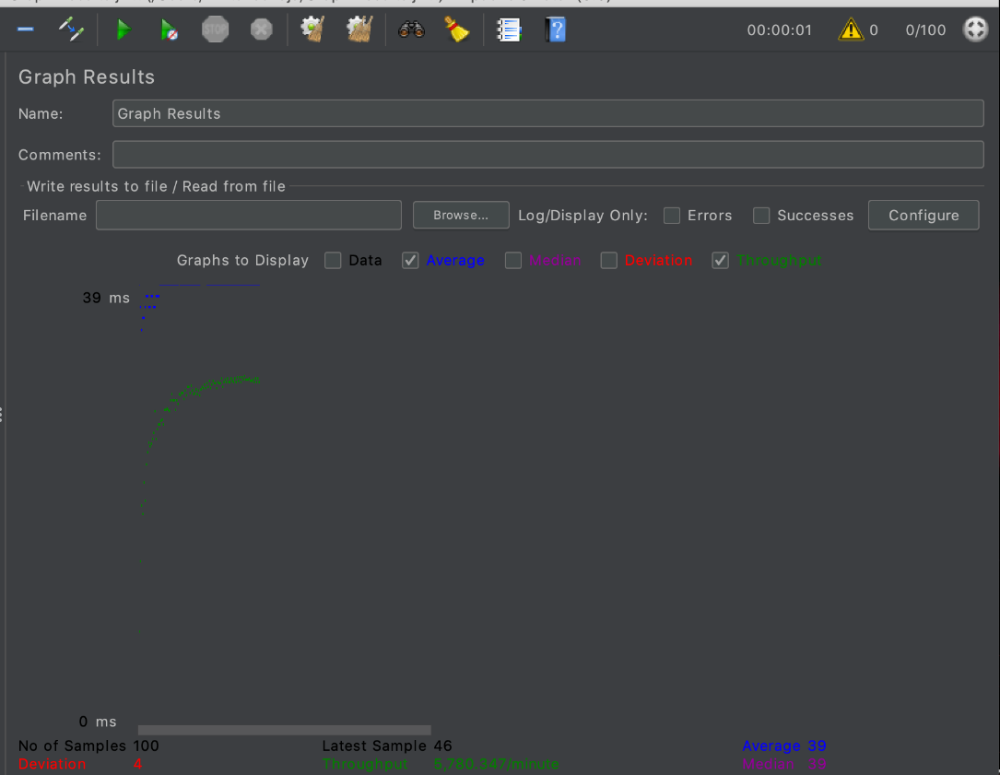 STOP
00:00:01 0 0/100
Graph Results
Name: Graph Results
Comments:
Write results to file / Read from file
Filename Browse... Log/Display Only: Errors Successes Configure
Graphs to Display Data Average Median Deviation Throughput
39 ms
0 ms
No of Samples 100 Latest Sample 46 Average 39
Deviation 4 Throughput 5,780.347/minute Median 39